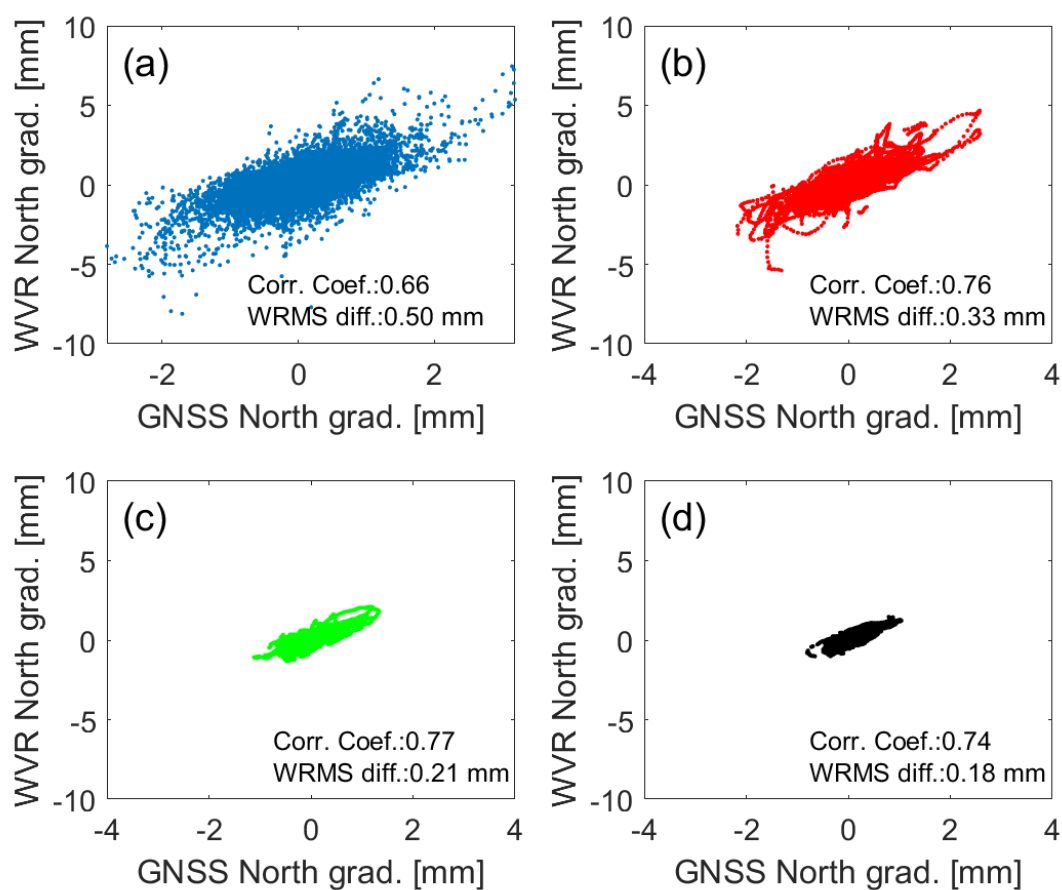 (a)
10
5
0
-5
-10
WVR North grad. [mm]
Corr. Coef.:0.66
WRMS diff.:0.50 mm
-2 0 2
GNSS North grad. [mm]
(b)
10
5
0
-5
-10
WVR North grad. [mm]
Corr. Coef.:0.76
WRMS diff.:0.33 mm
-4 -2 0 2 4
GNSS North grad. [mm]
(c)
10
5
0
-5
-10
WVR North grad. [mm]
Corr. Coef.:0.77
WRMS diff.:0.21 mm
-4 -2 0 2 4
GNSS North grad. [mm]
(d)
10
5
0
-5
-10
WVR North grad. [mm]
Corr. Coef.:0.74
WRMS diff.:0.18 mm
-4 -2 0 2 4
GNSS North grad. [mm]